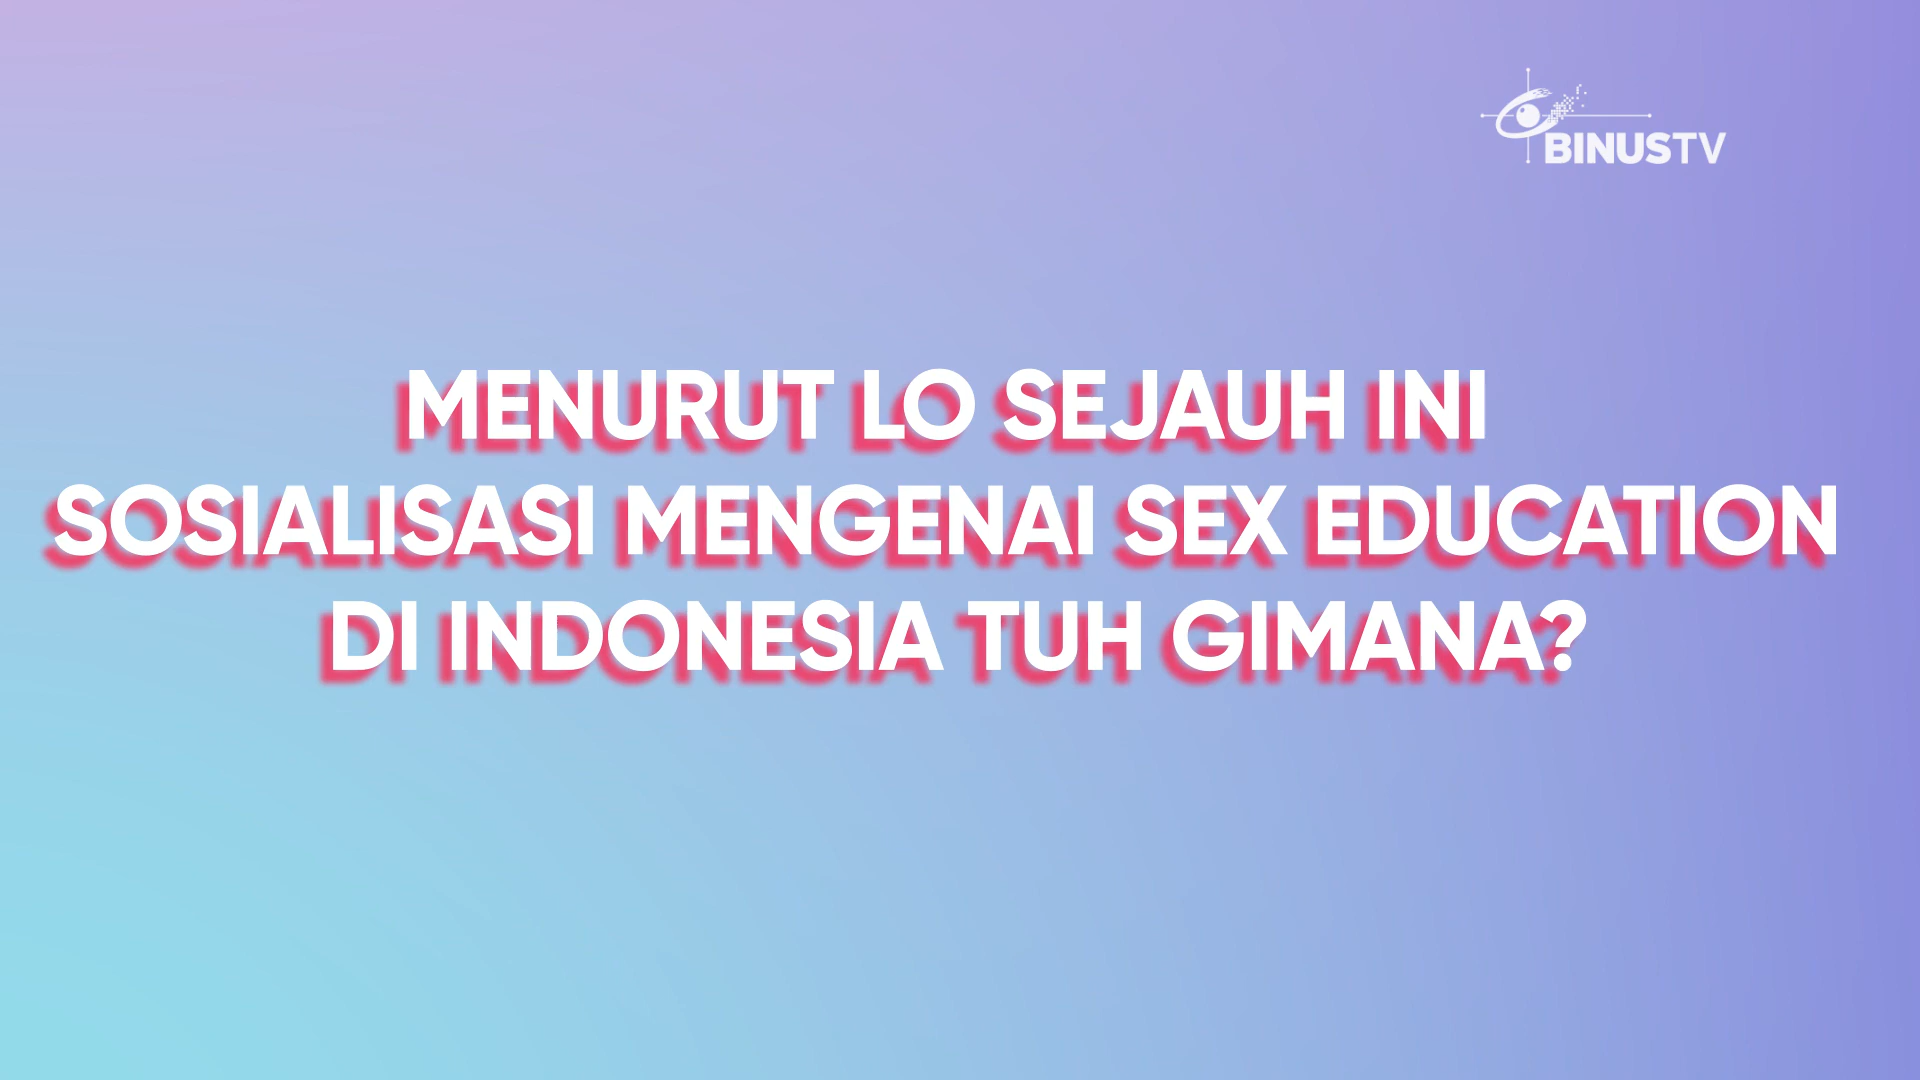 BINUSTV
MENURUT LO SEJAUH INI
SOSIALISASI MENGENAI SEX EDUCATION
DI INDONESIA TUH GIMANA?